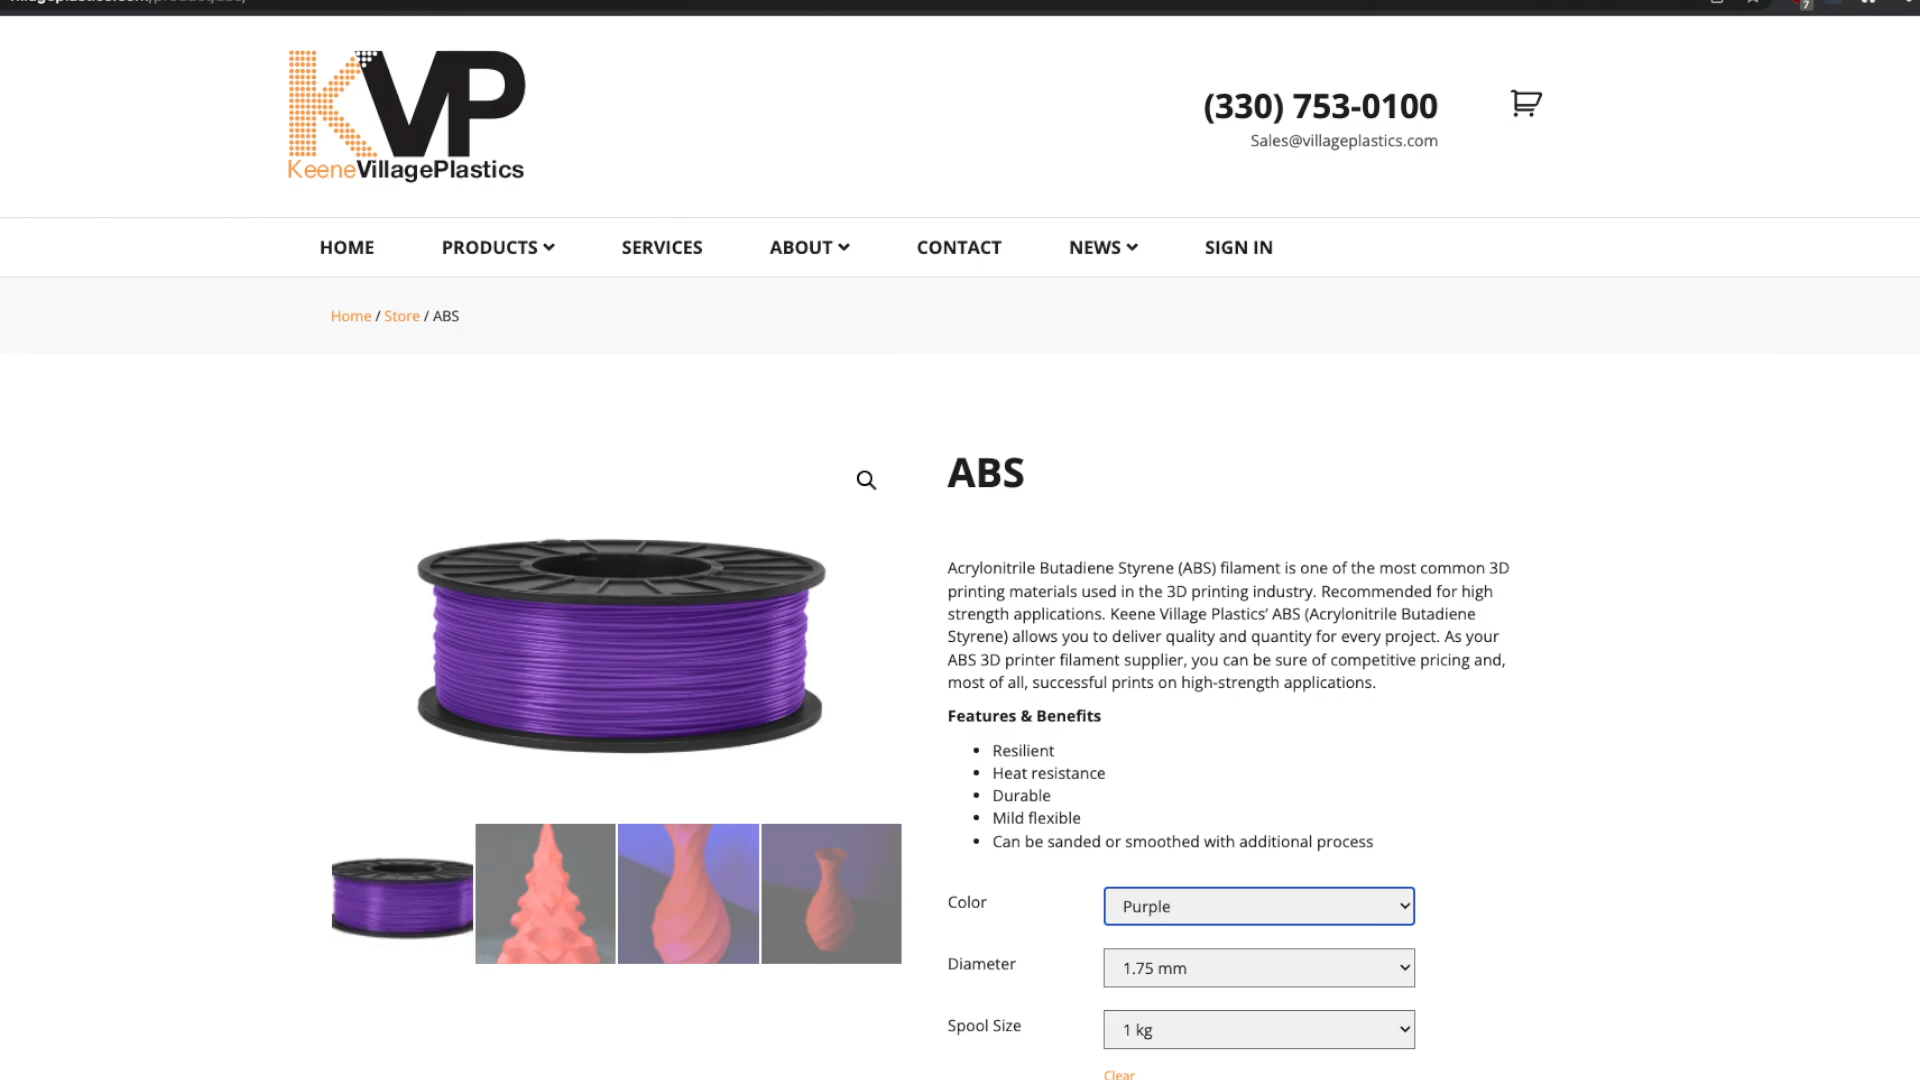 7
KVP
KeeneVillagePlastics
(330) 753-0100
Sales@villageplastics.com
HOME PRODUCTS SERVICES ABOUT CONTACT NEWS SIGN IN
Home / Store / ABS
ABS
Acrylonitrile Butadiene Styrene (ABS) filament is one of the most common 3D
printing materials used in the 3D printing industry. Recommended for high
strength applications. Keene Village Plastics’ ABS (Acrylonitrile Butadiene
Styrene) allows you to deliver quality and quantity for every project. As your
ABS 3D printer filament supplier, you can be sure of competitive pricing and,
most of all, successful prints on high-strength applications.
Features & Benefits
• Resilient
• Heat resistance
• Durable
• Mild flexible
• Can be sanded or smoothed with additional process
Color Purple
Diameter 1.75 mm
Spool Size 1 kg
Clear